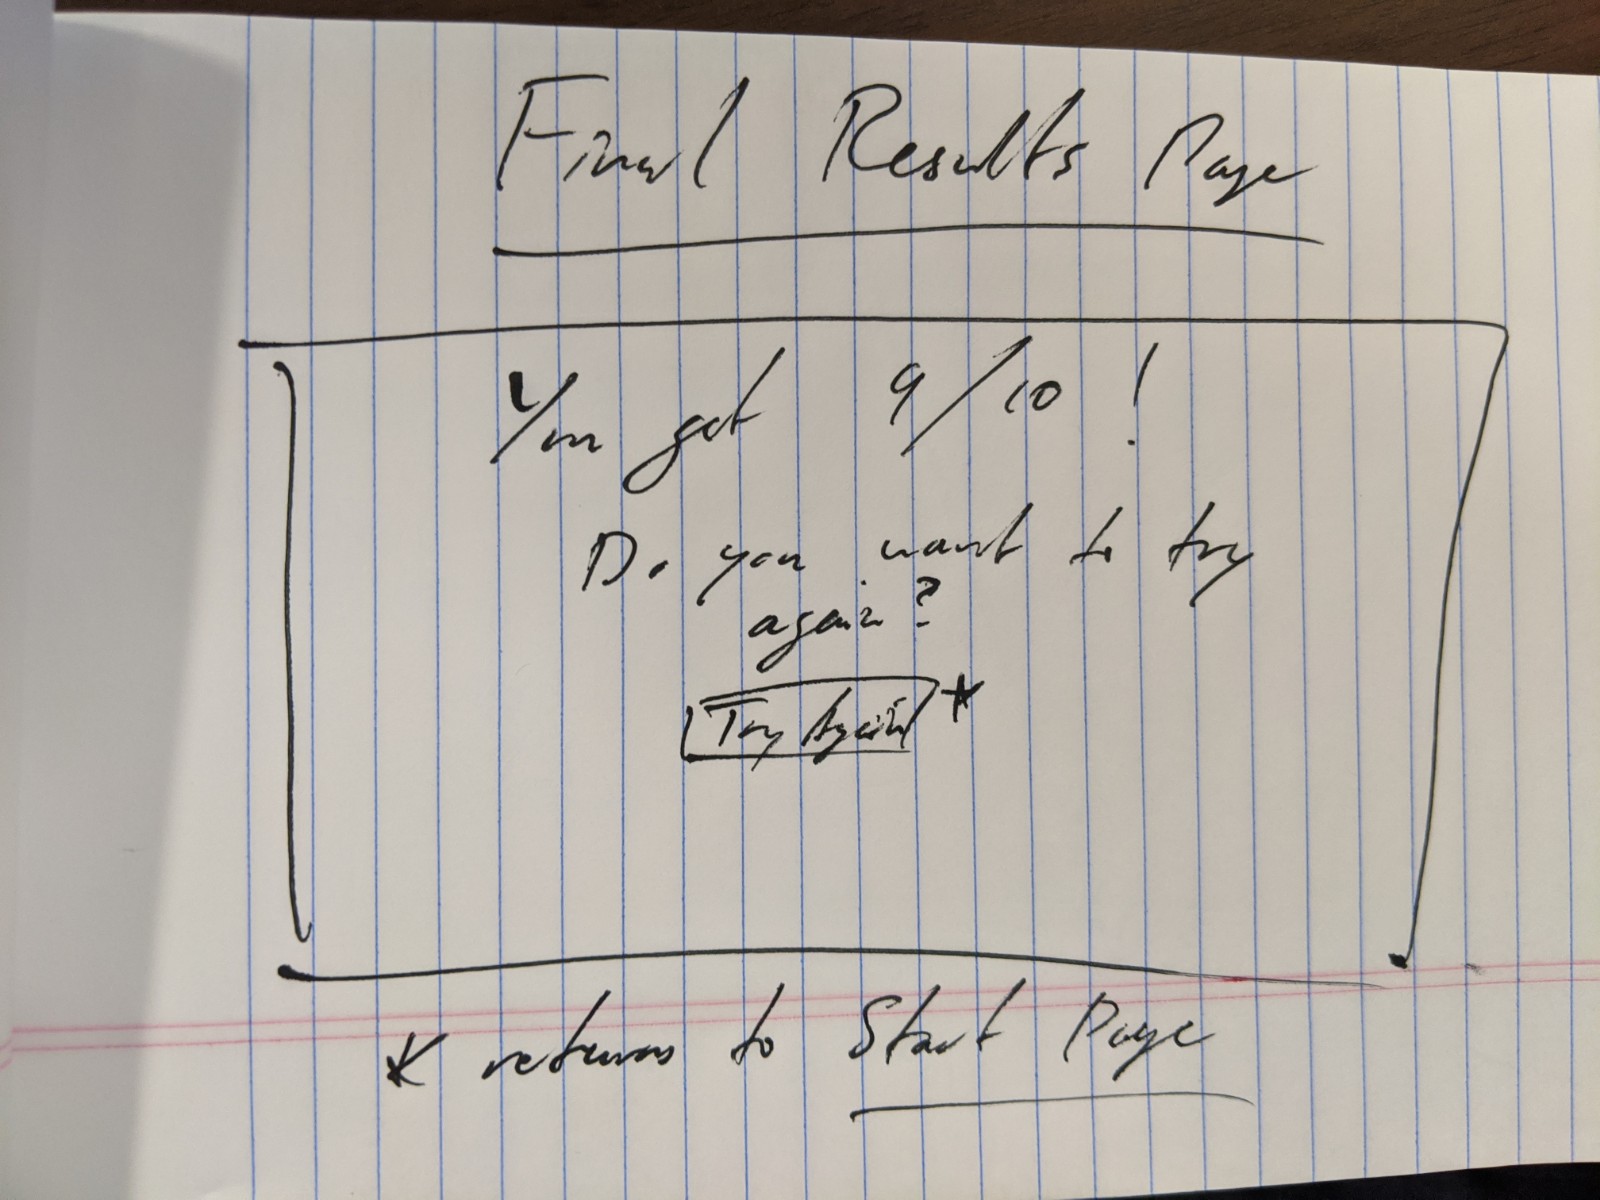 Final Results Page
You got 9/10!
Do you want to try
again?
Try Again *
* returns to Start Page